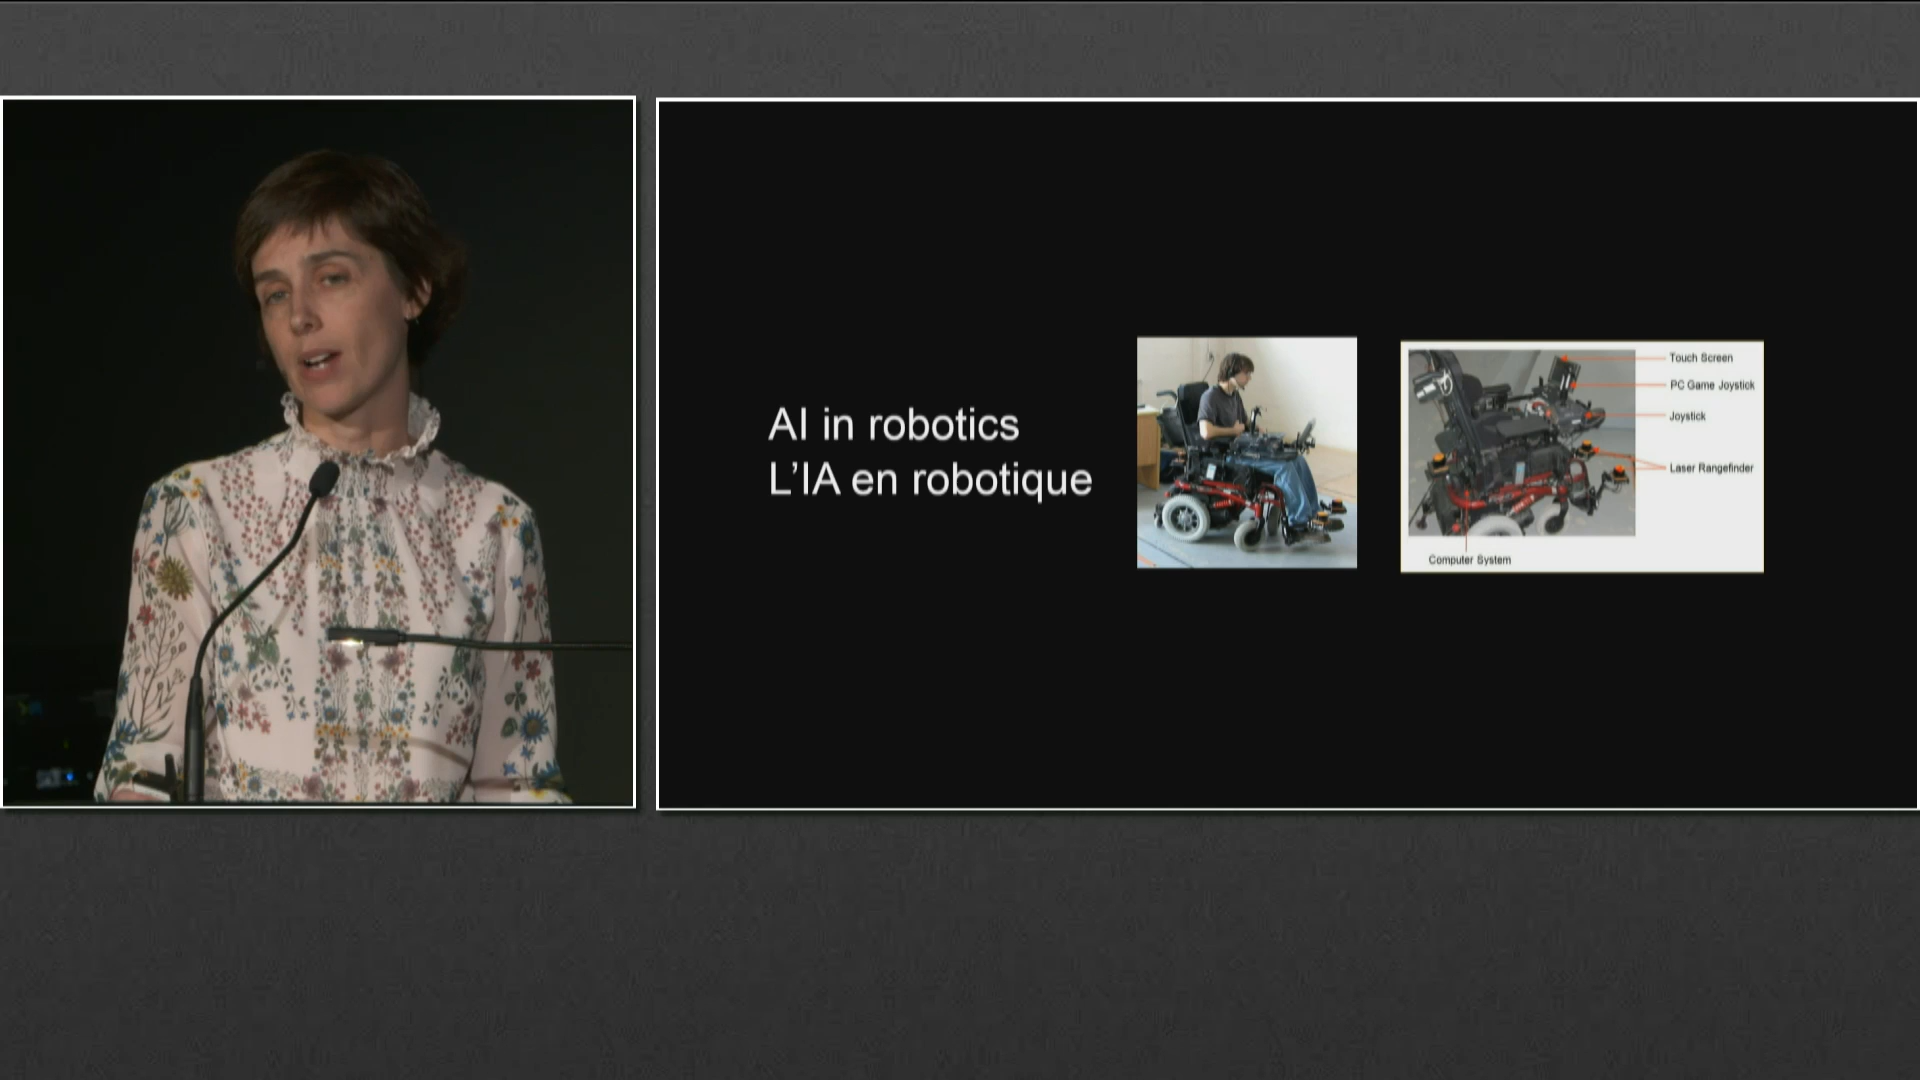 AI in robotics
L’IA en robotique
Touch Screen
PC Game Joystick
Joystick
Laser Rangefinder
Computer System